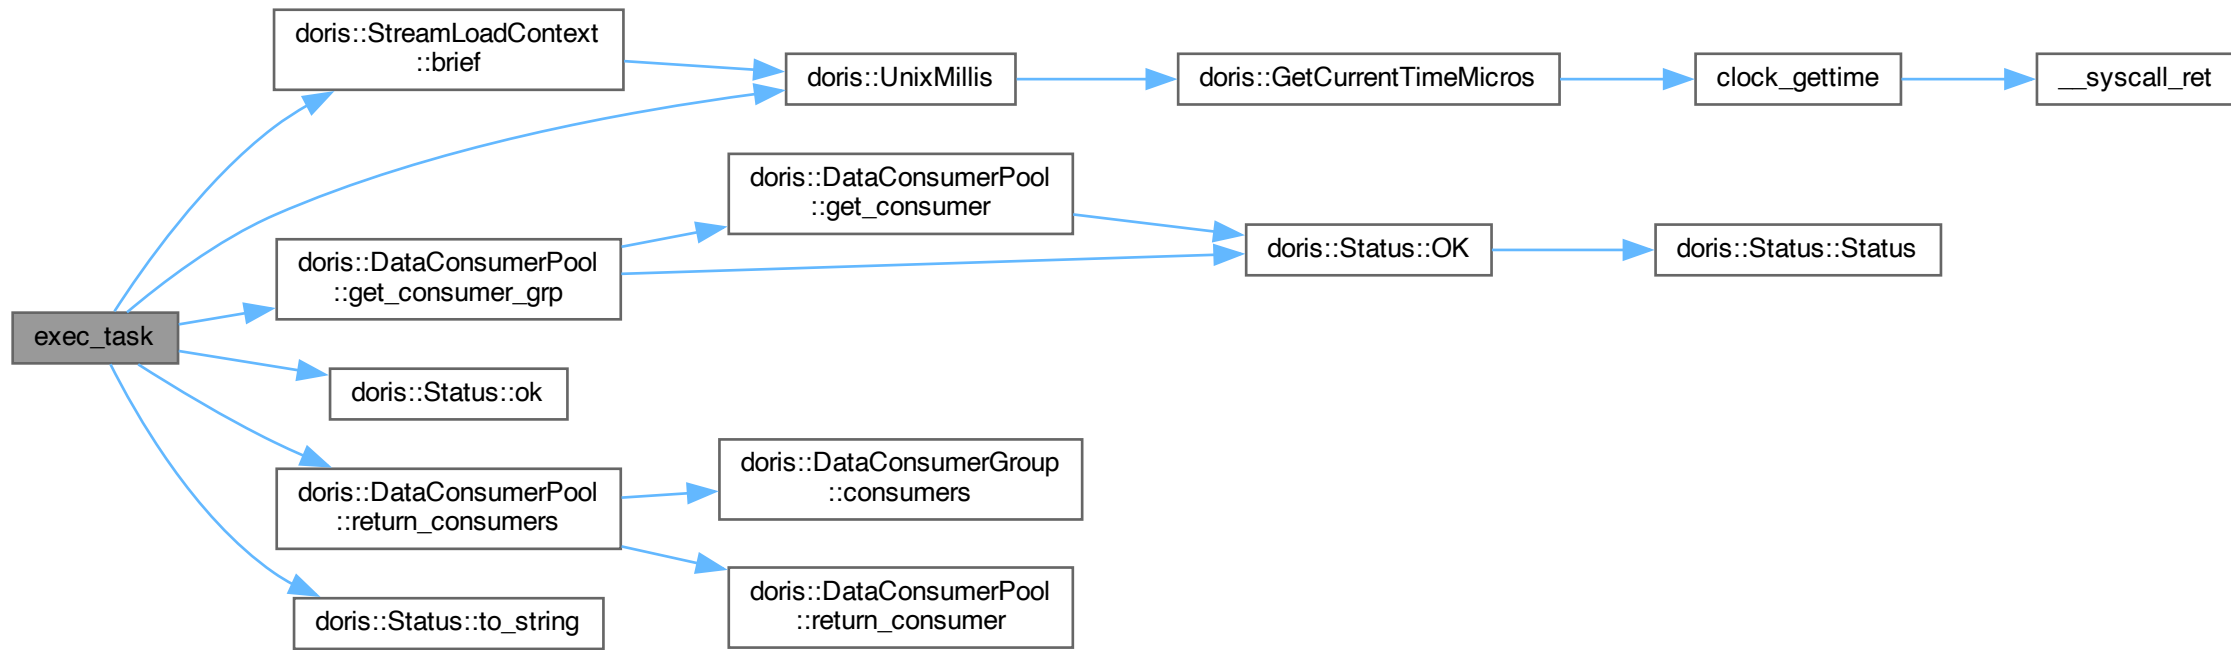 doris::StreamLoadContext
::brief
doris::UnixMillis
doris::GetCurrentTimeMicros
clock_gettime
__syscall_ret
doris::DataConsumerPool
::get_consumer
doris::DataConsumerPool
::get_consumer_grp
doris::Status::OK
doris::Status::Status
exec_task
doris::Status::ok
doris::DataConsumerPool
::return_consumers
doris::DataConsumerGroup
::consumers
doris::DataConsumerPool
::return_consumer
doris::Status::to_string